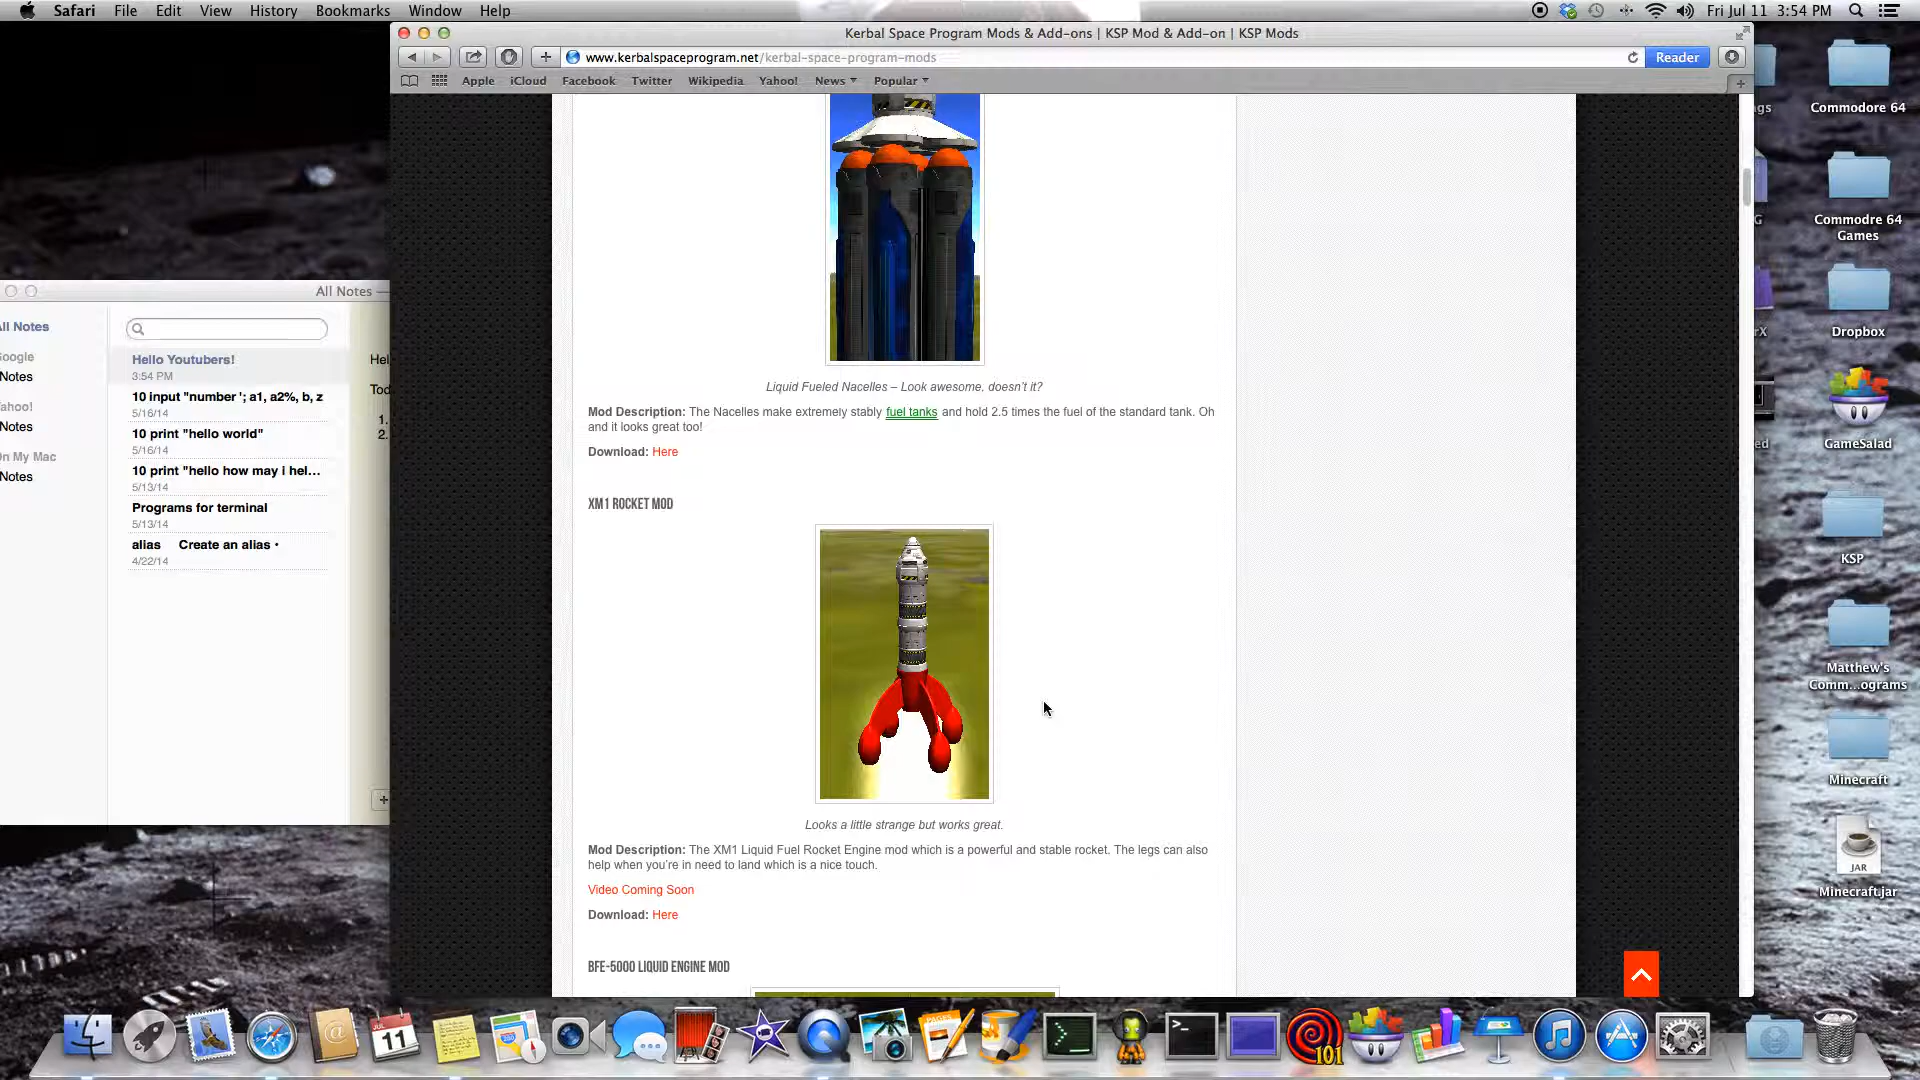 Safari File Edit View History Bookmarks Window Help
Fri Jul 11 3:54 PM
Kerbal Space Program Mods & Add-ons | KSP Mod & Add-on | KSP Mods
www.kerbalspaceprogram.net/kerbal-space-program-mods
Reader
Apple iCloud Facebook Twitter Wikipedia Yahoo! News Popular
All Notes —
All Notes
Notes
Notes
On My Mac
Notes
Hello Youtubers!
3:54 PM
10 input "number '; a1, a2%, b, z
5/16/14
10 print "hello world"
5/16/14
10 print "hello how may i hel...
5/13/14
Programs for terminal
5/13/14
alias Create an alias •
4/22/14
Hel
Tod
1.
2.
Liquid Fueled Nacelles – Look awesome, doesn't it?
Mod Description: The Nacelles make extremely stably fuel tanks and hold 2.5 times the fuel of the standard tank. Oh
and it looks great too!
Download: Here
XM1 ROCKET MOD
Looks a little strange but works great.
Mod Description: The XM1 Liquid Fuel Rocket Engine mod which is a powerful and stable rocket. The legs can also
help when you're in need to land which is a nice touch.
Video Coming Soon
Download: Here
BFE-5000 LIQUID ENGINE MOD
Commodore 64
Commodre 64
Games
Dropbox
GameSalad
KSP
Matthew's
Comm...ograms
Minecraft
JAR
Minecraft.jar
JUL
11
101